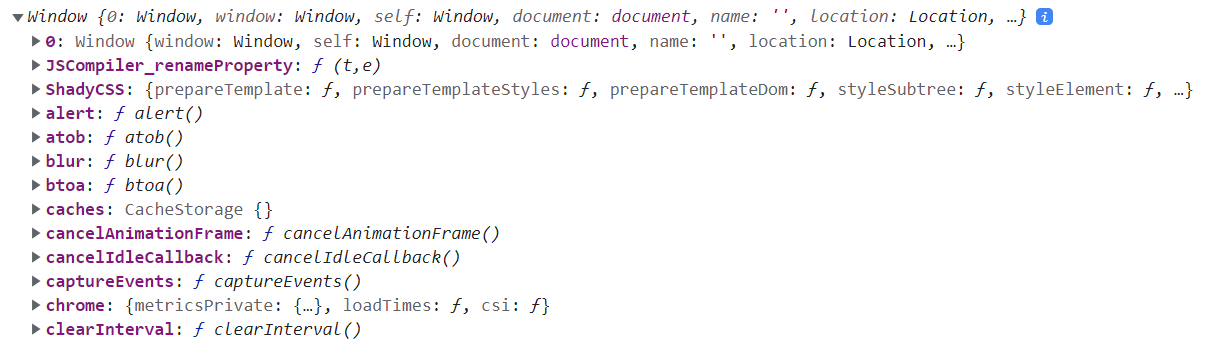 Window {0: Window, window: Window, self: Window, document: document, name: '', location: Location, …} i
0: Window {window: Window, self: Window, document: document, name: '', location: Location, …}
JSCompiler_renameProperty: ƒ (t,e)
ShadyCSS: {prepareTemplate: ƒ, prepareTemplateStyles: ƒ, prepareTemplateDom: ƒ, styleSubtree: ƒ, styleElement: ƒ, …}
alert: ƒ alert()
atob: ƒ atob()
blur: ƒ blur()
btoa: ƒ btoa()
caches: CacheStorage {}
cancelAnimationFrame: ƒ cancelAnimationFrame()
cancelIdleCallback: ƒ cancelIdleCallback()
captureEvents: ƒ captureEvents()
chrome: {metricsPrivate: {…}, loadTimes: ƒ, csi: ƒ}
clearInterval: ƒ clearInterval()